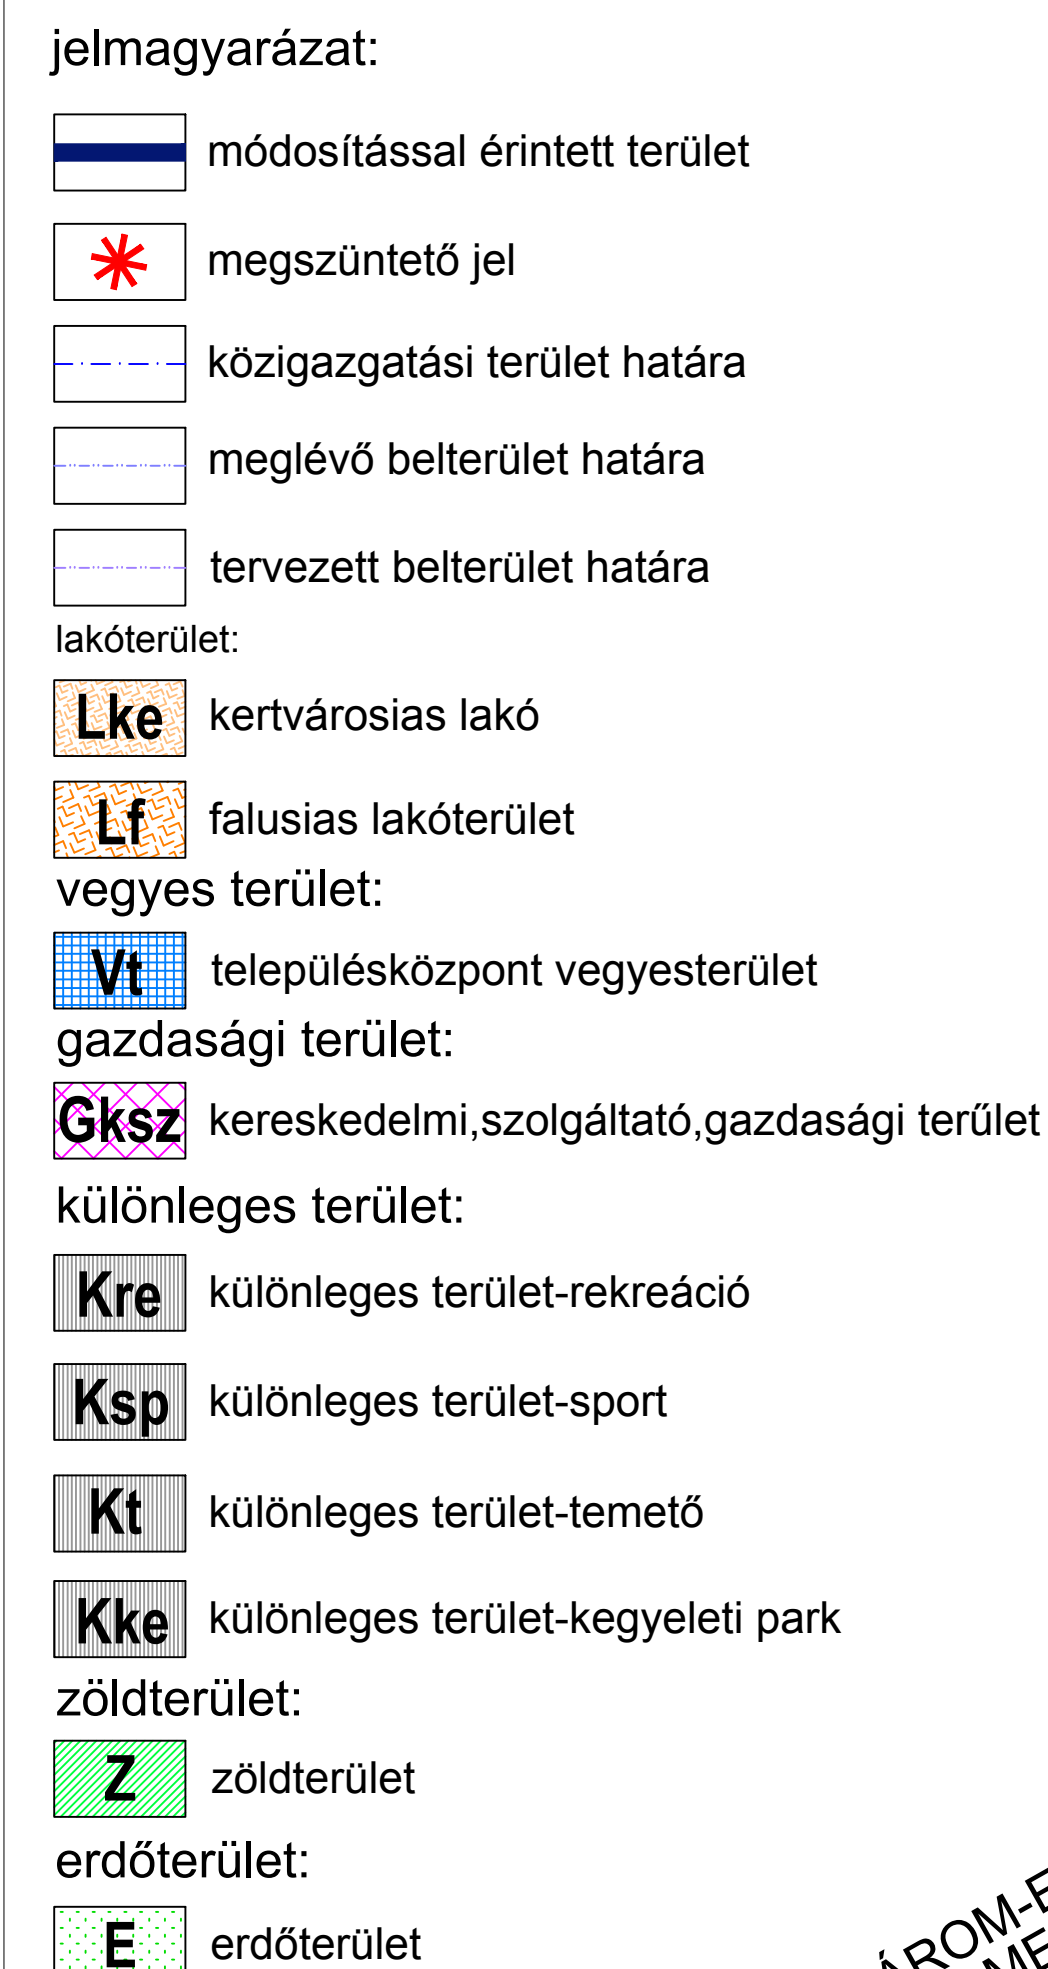 jelmagyarázat:
módosítással érintett terület
megszüntető jel
közigazgatási terület határa
meglévő belterület határa
tervezett belterület határa
lakóterület:
Lke kertvárosias lakó
Lf falusias lakóterület
vegyes terület:
Vt településközpont vegyesterület
gazdasági terület:
Gksz kereskedelmi,szolgáltató,gazdasági terűlet
különleges terület:
Kre különleges terület-rekreáció
Ksp különleges terület-sport
Kt különleges terület-temető
Kke különleges terület-kegyeleti park
zöldterület:
Z zöldterület
erdőterület:
E erdőterület